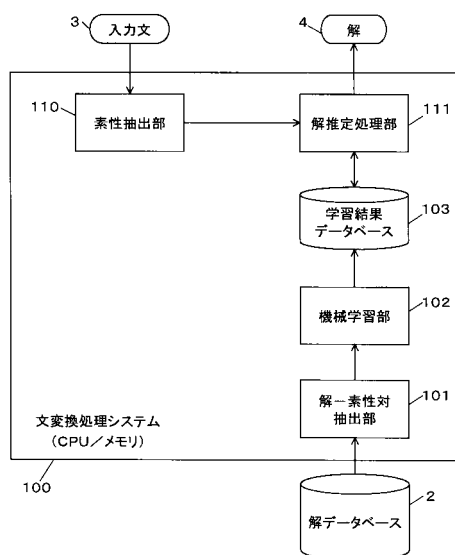 3
入力文
4
解
110
素性抽出部
解推定処理部
111
学習結果
データベース
103
機械学習部
102
解ー素性対
抽出部
101
文変換処理システム
(CPU/メモリ)
100
解データベース
2